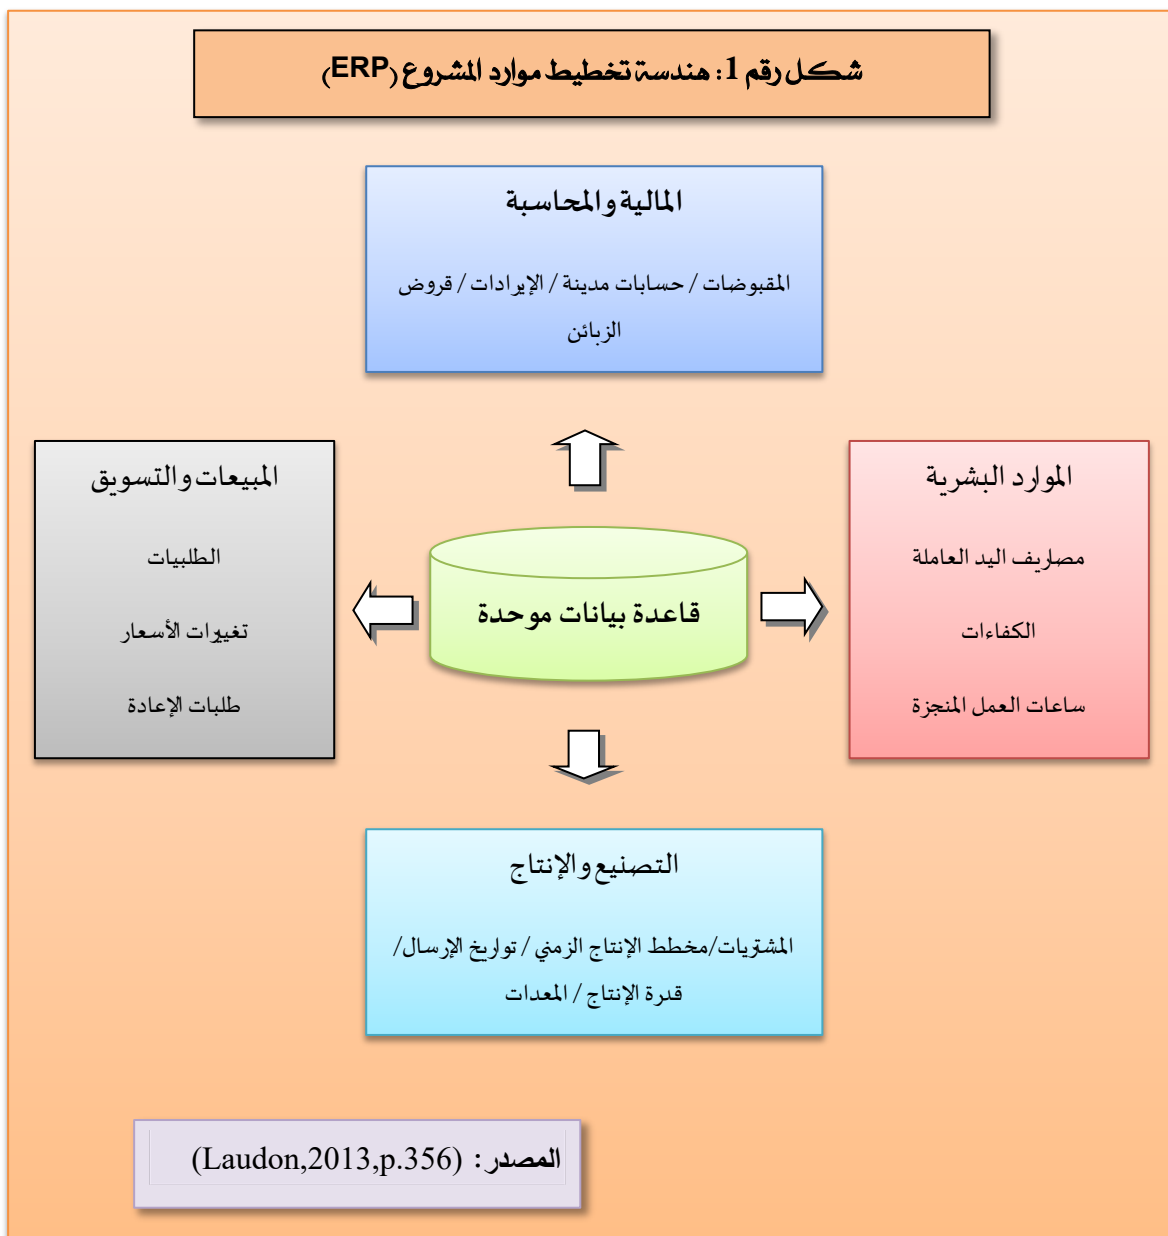 شكل رقم 1: هندسة تخطيط موارد المشروع (ERP)
المالية والمحاسبة
المقبوضات / حسابات مدينة / الإيرادات / قروض
الزبائن
الموارد البشرية
مصاريف اليد العاملة
الكفاءات
ساعات العمل المنجزة
قاعدة بيانات موحدة
المبيعات والتسويق
الطلبيات
تغيرات الأسعار
طلبات الإعادة
التصنيع والإنتاج
المشتريات/مخطط الإنتاج الزمني / تواريخ الإرسال/
قدرة الإنتاج / المعدات
المصدر: (Laudon,2013,p.356)